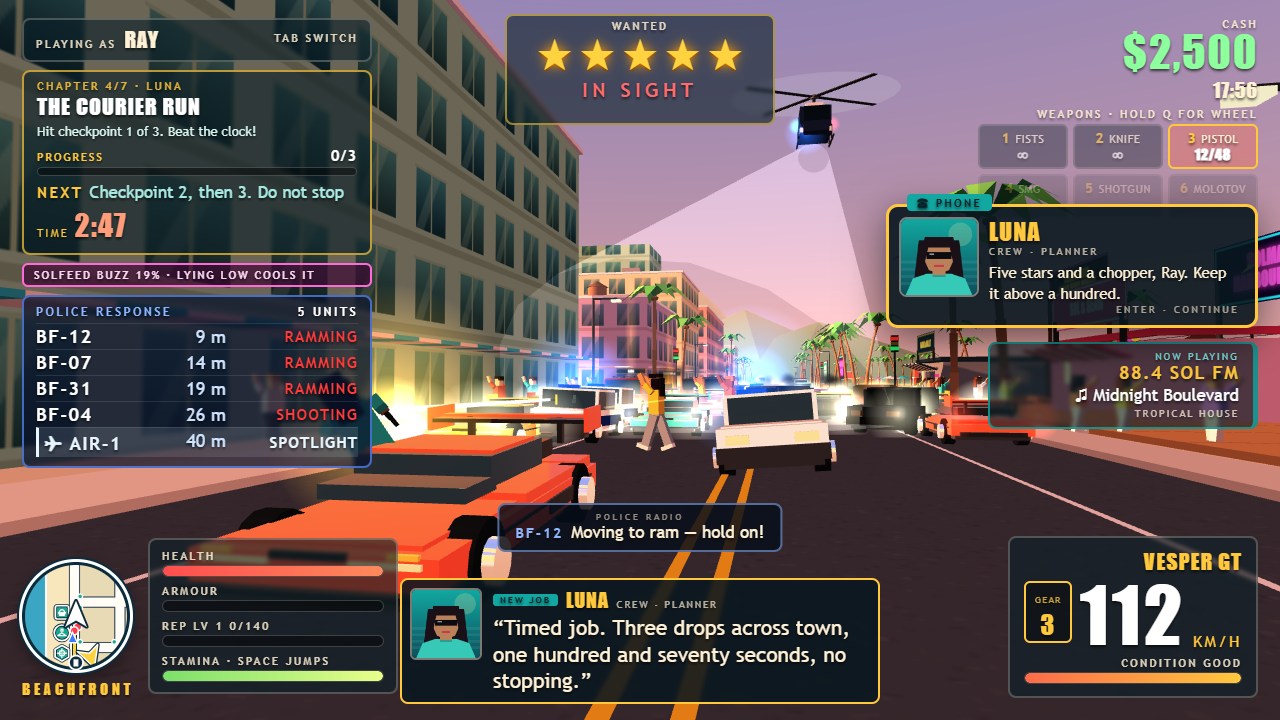 PLAYING AS RAY TAB SWITCH
CHAPTER 4/7 · LUNA
THE COURIER RUN
Hit checkpoint 1 of 3. Beat the clock!
PROGRESS 0/3
NEXT Checkpoint 2, then 3. Do not stop
TIME 2:47
SOLFEED BUZZ 19% · LYING LOW COOLS IT
POLICE RESPONSE 5 UNITS
BF-12 9 m RAMMING
BF-07 14 m RAMMING
BF-31 19 m RAMMING
BF-04 26 m SHOOTING
AIR-1 40 m SPOTLIGHT
WANTED
IN SIGHT
CASH
$2,500
17:56
WEAPONS · HOLD Q FOR WHEEL
1 FISTS ∞
2 KNIFE ∞
3 PISTOL 12/48
4 SMG
5 SHOTGUN
6 MOLOTOV
PHONE
LUNA
CREW · PLANNER
Five stars and a chopper, Ray. Keep
it above a hundred.
ENTER · CONTINUE
NOW PLAYING
88.4 SOL FM
♫ Midnight Boulevard
TROPICAL HOUSE
POLICE RADIO
BF-12 Moving to ram — hold on!
BEACHFRONT
HEALTH
ARMOUR
REP LV 1 0/140
STAMINA · SPACE JUMPS
NEW JOB LUNA CREW · PLANNER
“Timed job. Three drops across town,
one hundred and seventy seconds, no
stopping.”
VESPER GT
GEAR
3
112 KM/H
CONDITION GOOD